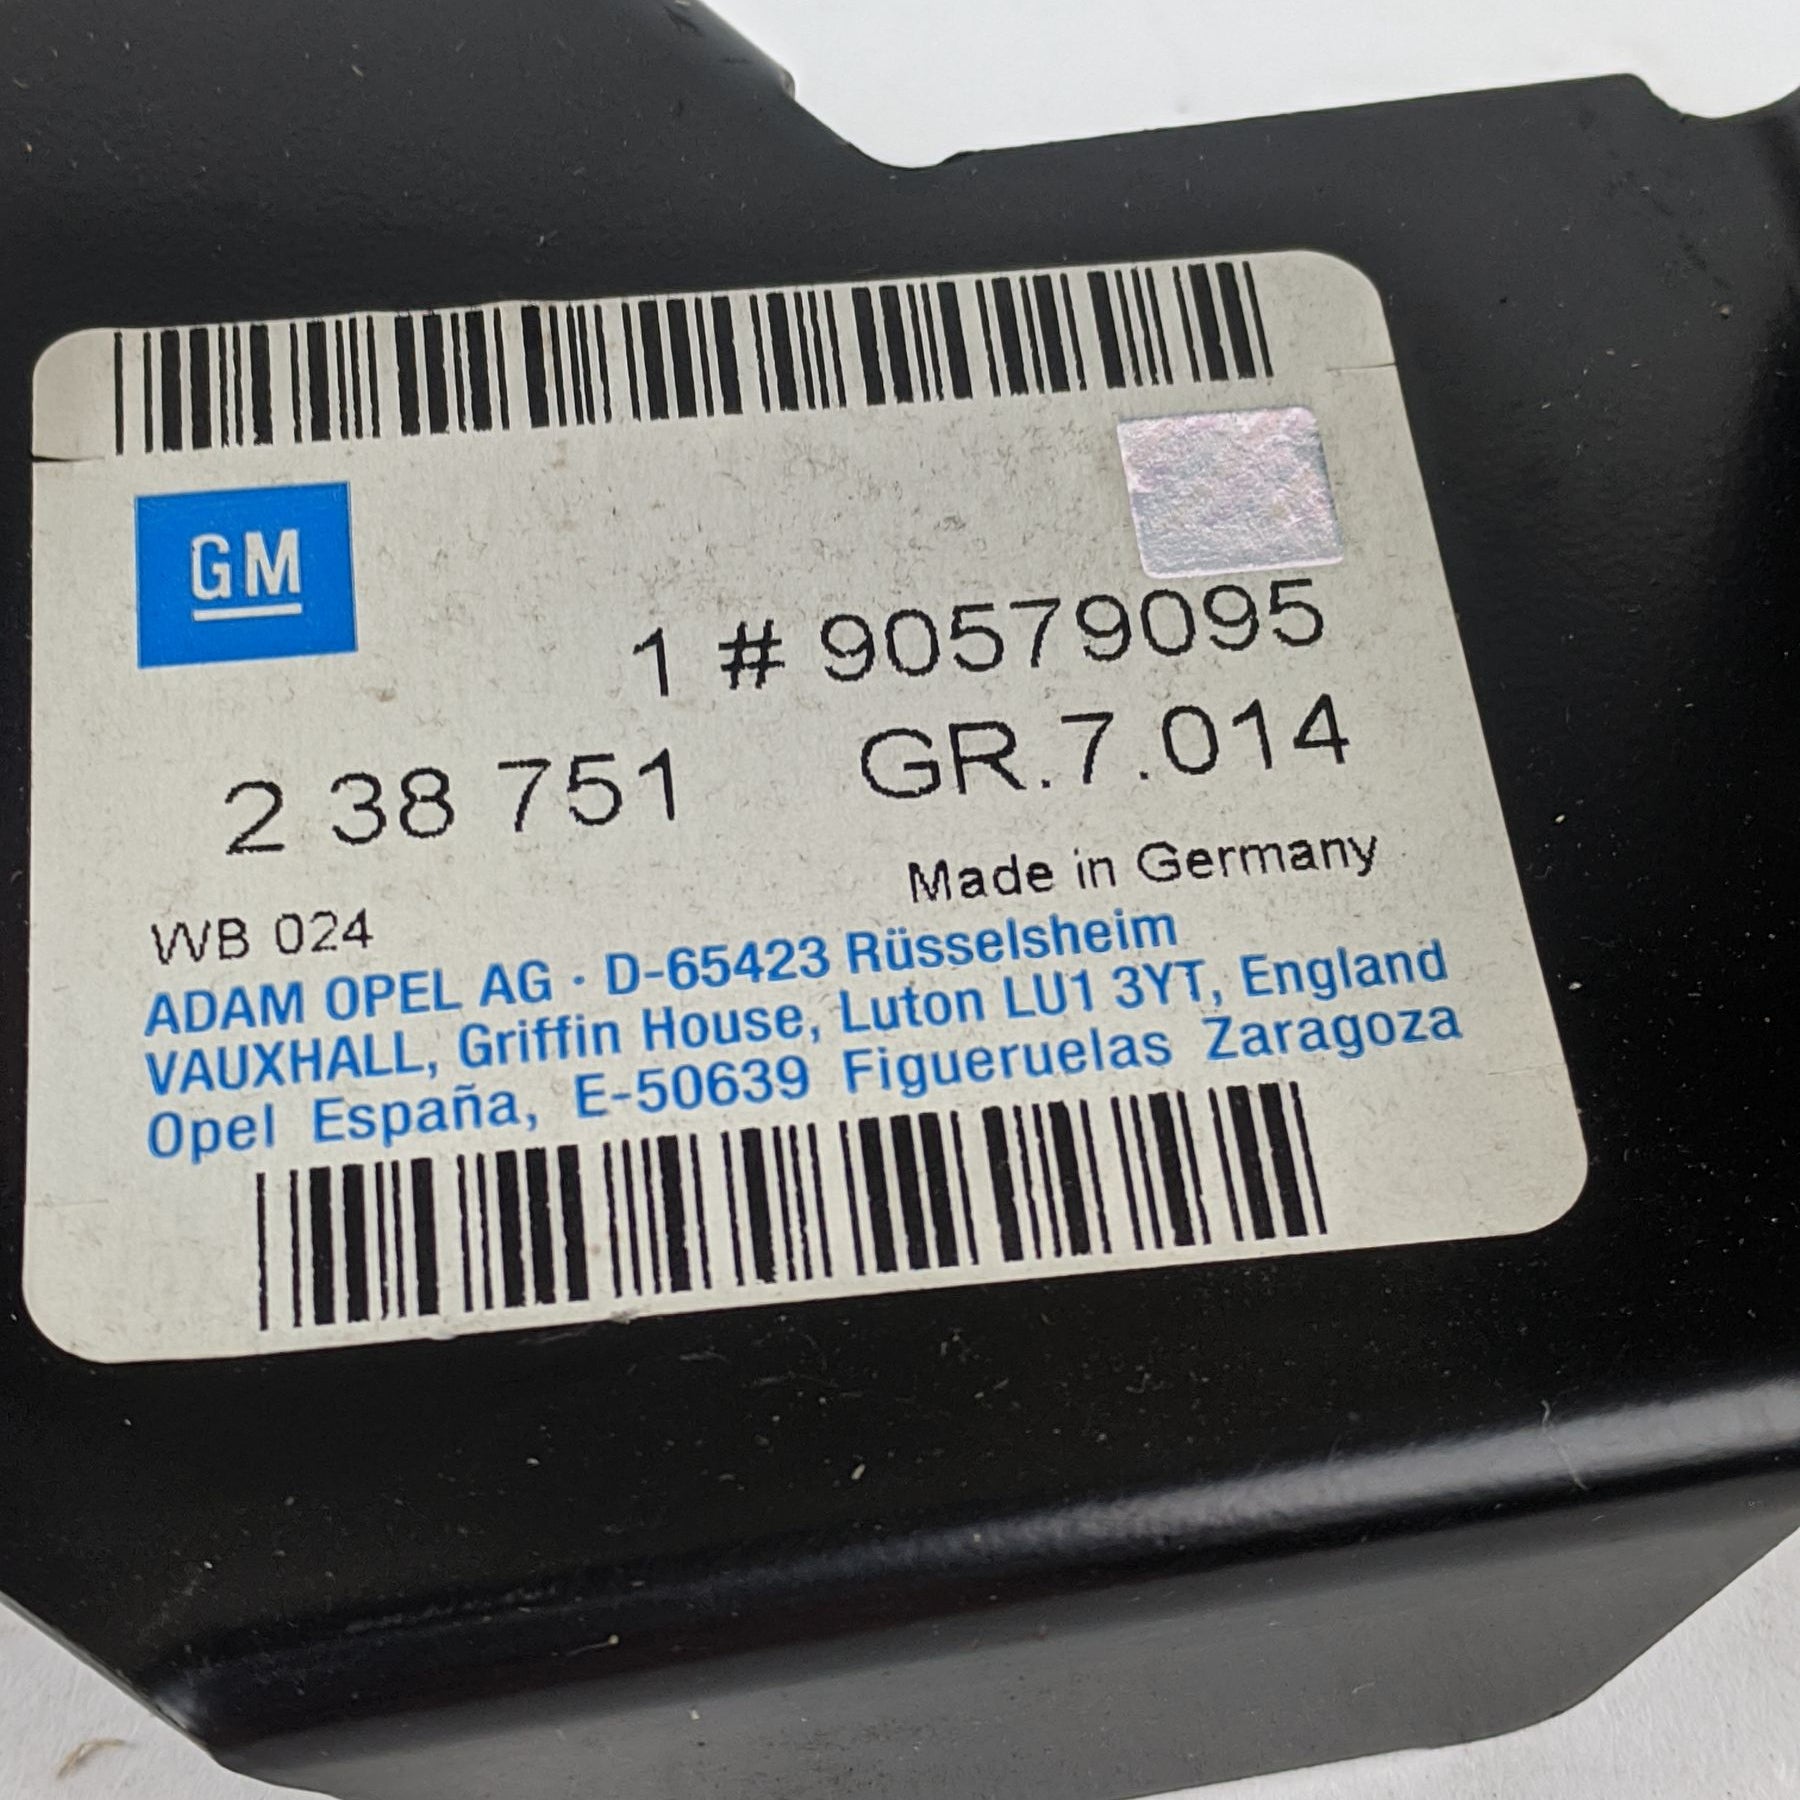 GM
1 # 90579095
2 38 751 GR.7.014
Made in Germany
WB 024
ADAM OPEL AG · D-65423 Rüsselsheim
VAUXHALL, Griffin House, Luton LU1 3YT, England
Opel España, E-50639 Figueruelas Zaragoza